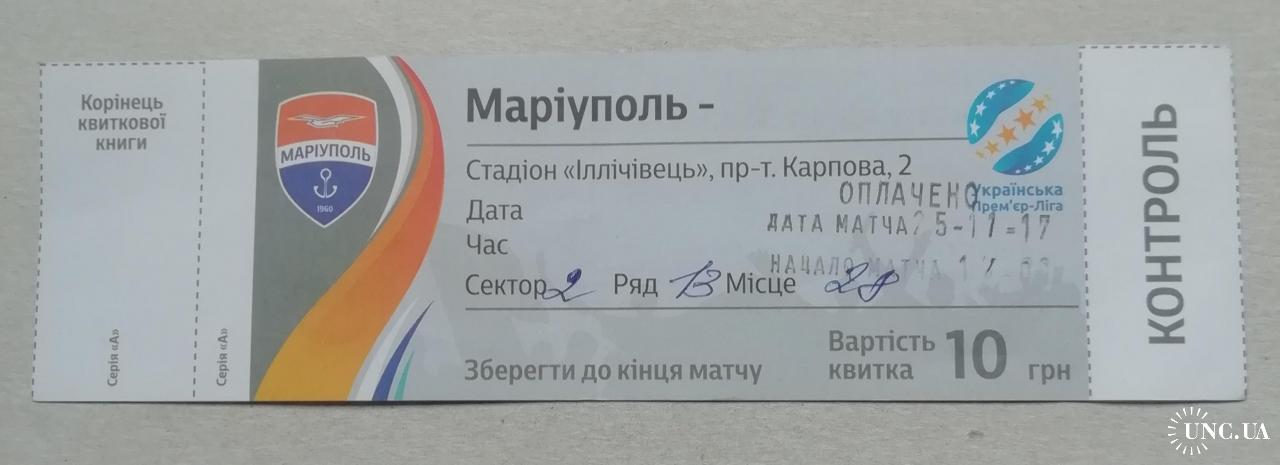 Корінець
квиткової
книги
Серія «А»
Серія «А»
МАРІУПОЛЬ
1960
Маріуполь -
Стадіон «Іллічівець», пр-т. Карпова, 2
Українська
Прем'єр-Ліга
ОПЛАЧЕНО
Дата
ДАТА МАТЧА 25-11-17
Час
НАЧАЛО МАТЧА
Сектор 2 Ряд 13 Місце 28
Зберегти до кінця матчу
Вартість
квитка 10 грн
КОНТРОЛЬ
UNC.UA